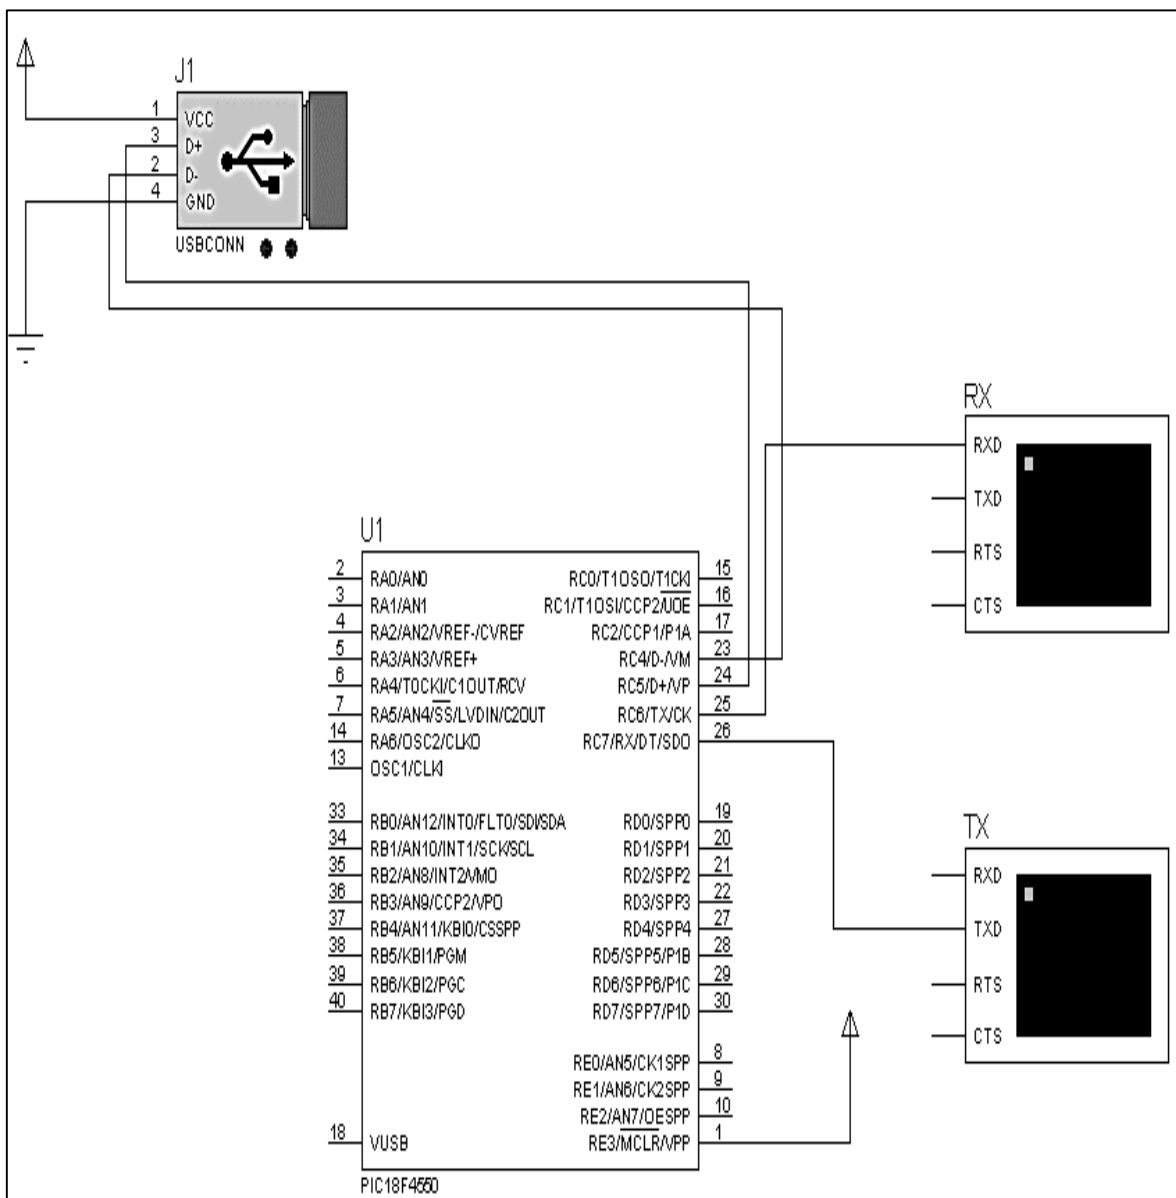 J1
1 VCC
3 D+
2 D-
4 GND
USBCONN
RX
RXD
TXD
RTS
CTS
U1
2 RA0/AN0
3 RA1/AN1
4 RA2/AN2/VREF-/CVREF
5 RA3/AN3/VREF+
6 RA4/T0CKI/C1OUT/RCV
7 RA5/AN4/SS/LVDIN/C2OUT
14 RA6/OSC2/CLKO
13 OSC1/CLKI
33 RB0/AN12/INT0/FLT0/SDI/SDA
34 RB1/AN10/INT1/SCK/SCL
35 RB2/AN8/INT2/VMO
36 RB3/AN9/CCP2/VPO
37 RB4/AN11/KBI0/CSSPP
38 RB5/KBI1/PGM
39 RB6/KBI2/PGC
40 RB7/KBI3/PGD
18 VUSB
RC0/T1OSO/T1CKI 15
RC1/T1OSI/CCP2/UOE 16
RC2/CCP1/P1A 17
RC4/D-/VM 23
RC5/D+/VP 24
RC6/TX/CK 25
RC7/RX/DT/SDO 26
RD0/SPP0 19
RD1/SPP1 20
RD2/SPP2 21
RD3/SPP3 22
RD4/SPP4 27
RD5/SPP5/P1B 28
RD6/SPP6/P1C 29
RD7/SPP7/P1D 30
RE0/AN5/CK1SPP 8
RE1/AN6/CK2SPP 9
RE2/AN7/OESPP 10
RE3/MCLR/VPP 1
PIC18F4550
TX
RXD
TXD
RTS
CTS